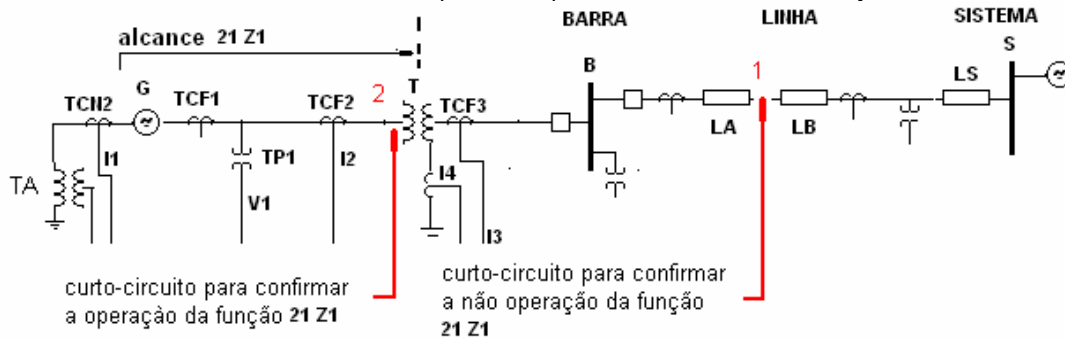 BARRA LINHA SISTEMA
alcance 21 Z1
S
G T B 1 LS
TCN2 TCF1 TCF2 2 TCF3
LA LB
I1 TP1 I2 I4
TA
V1
I3
curto-circuito para confirmar
a operaçào da função 21 Z1
curto-circuito para confirmar
a não operação da função
21 Z1